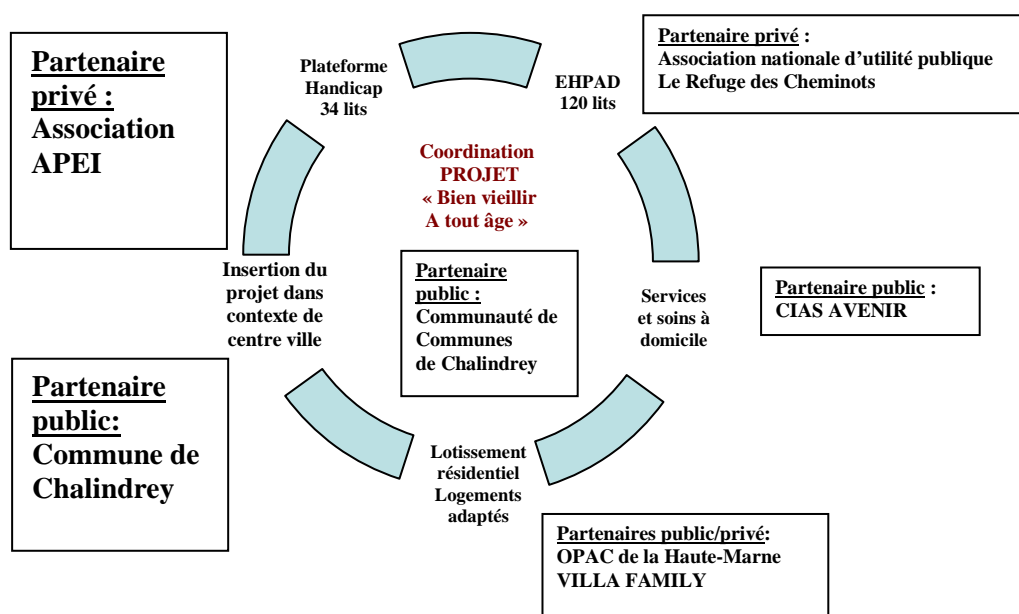 Partenaire
privé :
Association
APEI
Plateforme
Handicap
34 lits
EHPAD
120 lits
Partenaire privé :
Association nationale d'utilité publique
Le Refuge des Cheminots
Coordination
PROJET
« Bien vieillir
A tout âge »
Insertion du
projet dans
contexte de
centre ville
Partenaire
public :
Communauté de
Communes
de Chalindrey
Services
et soins à
domicile
Partenaire public :
CIAS AVENIR
Partenaire
public:
Commune de
Chalindrey
Lotissement
résidentiel
Logements
adaptés
Partenaires public/privé:
OPAC de la Haute-Marne
VILLA FAMILY